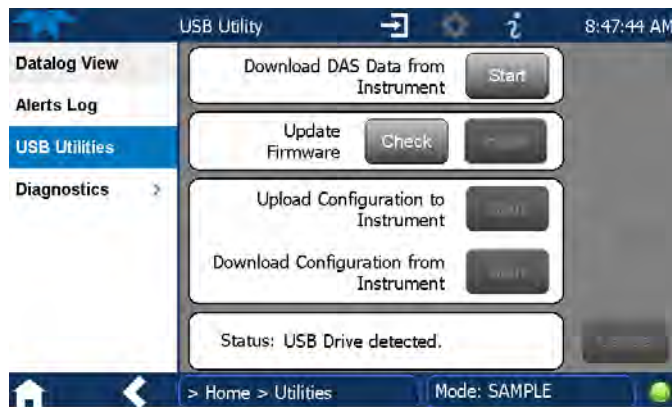 USB Utility
8:47:44 AM
Datalog View
Alerts Log
USB Utilities
Diagnostics >
Download DAS Data from
Instrument
Start
Update
Firmware
Check
Upload Configuration to
Instrument
Download Configuration from
Instrument
Status: USB Drive detected.
> Home > Utilities
Mode: SAMPLE